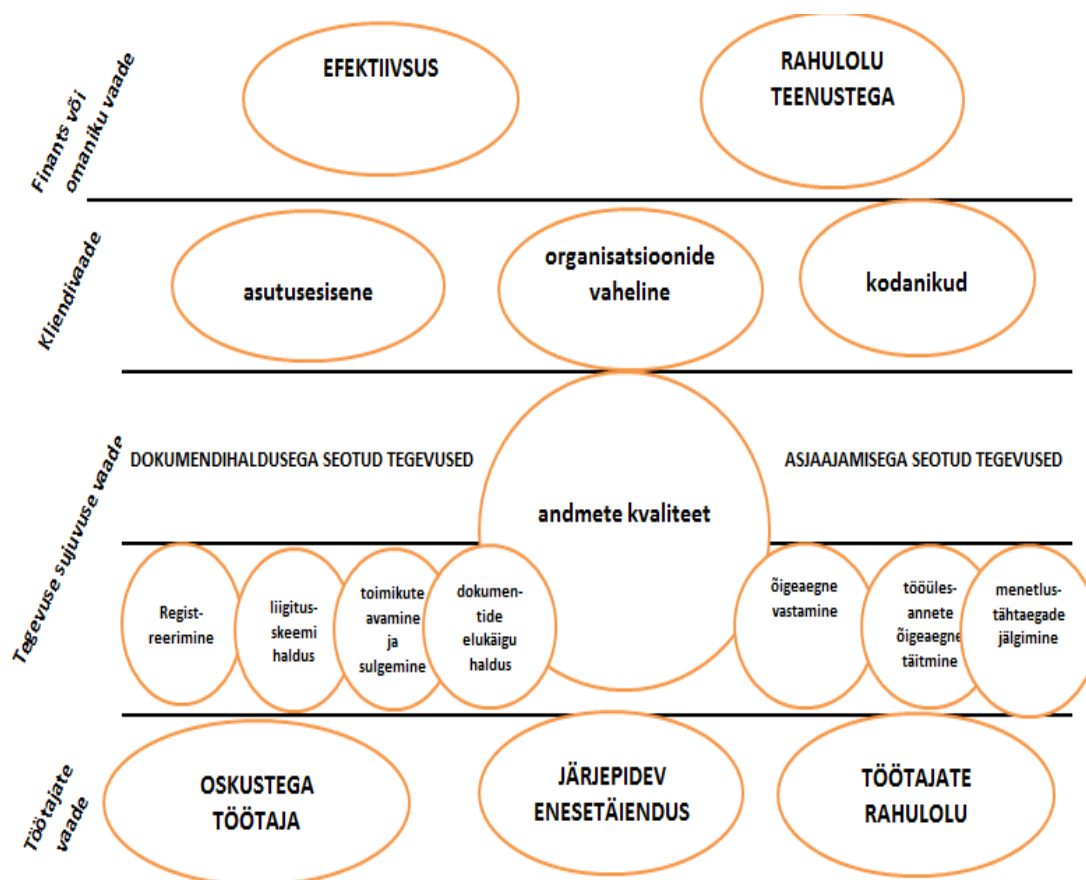 Finants või
omaniku vaade
EFEKTIIVSUS
RAHULOLU
TEENUSTEGA
Kliendivaade
asutusesisene
organisatsioonide
vaheline
kodanikud
Tegevuse sujuvuse vaade
DOKUMENDIHALDUSEGA SEOTUD TEGEVUSED
andmete kvaliteet
ASJAAJAMISEGA SEOTUD TEGEVUSED
Regist-
reerimine
liigitus-
skeemi
haldus
toimikute
avamine
ja
sulgemine
dokumen-
tide
elukäigu
haldus
õigeaegne
vastamine
tööüles-
annete
õigeaegne
täitmine
menetlus-
tähtaegade
jälgimine
Töötajate
vaade
OSKUSTEGA
TÖÖTAJA
JÄRJEPIDEV
ENESETÄIENDUS
TÖÖTAJATE
RAHULOLU